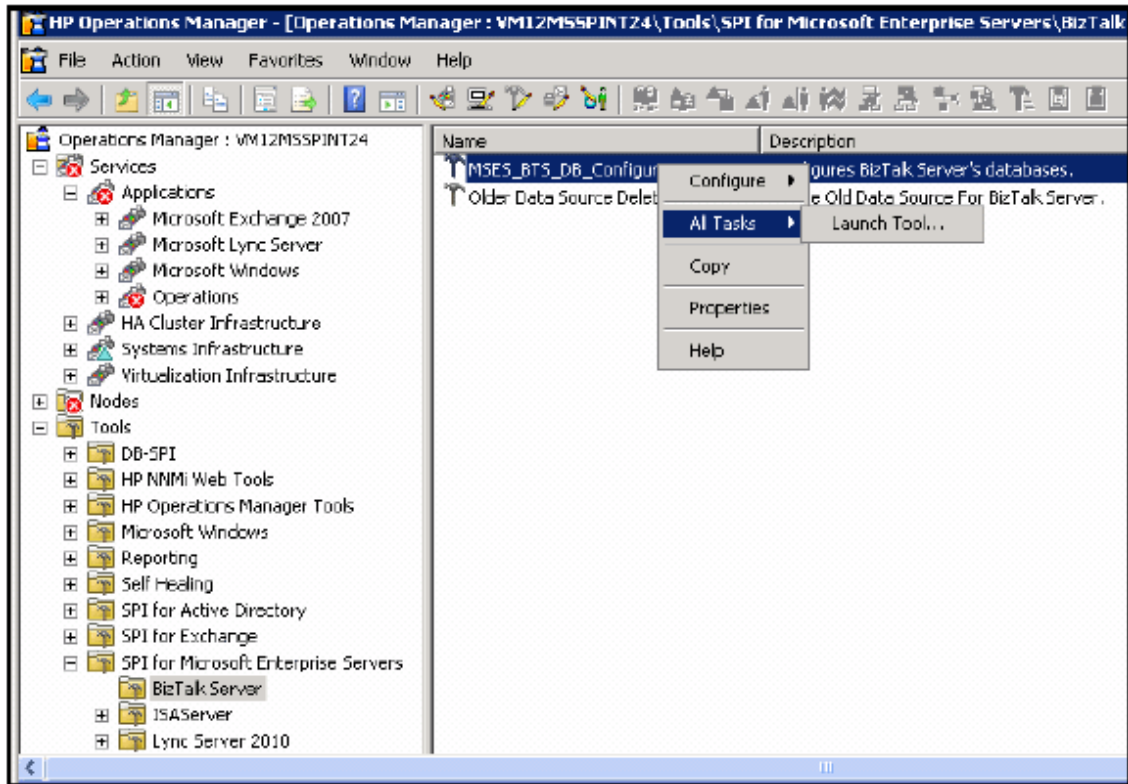 HP Operations Manager - [Operations Manager : VM12MSSPINT24\Tools\SPI for Microsoft Enterprise Servers\BizTalk
File Action View Favorites Window Help
Operations Manager : VM12MSSPINT24
Services
Applications
Microsoft Exchange 2007
Microsoft Lync Server
Microsoft Windows
Operations
HA Cluster Infrastructure
Systems Infrastructure
Virtualization Infrastructure
Nodes
Tools
DB-SPI
HP NNMi Web Tools
HP Operations Manager Tools
Microsoft Windows
Reporting
Self Healing
SPI for Active Directory
SPI for Exchange
SPI for Microsoft Enterprise Servers
BizTalk Server
ISAServer
Lync Server 2010
Name Description
MSES_BTS_DB_Configur gures BizTalk Server's databases.
Older Data Source Delet e Old Data Source For BizTalk Server.
Configure
All Tasks
Launch Tool...
Copy
Properties
Help